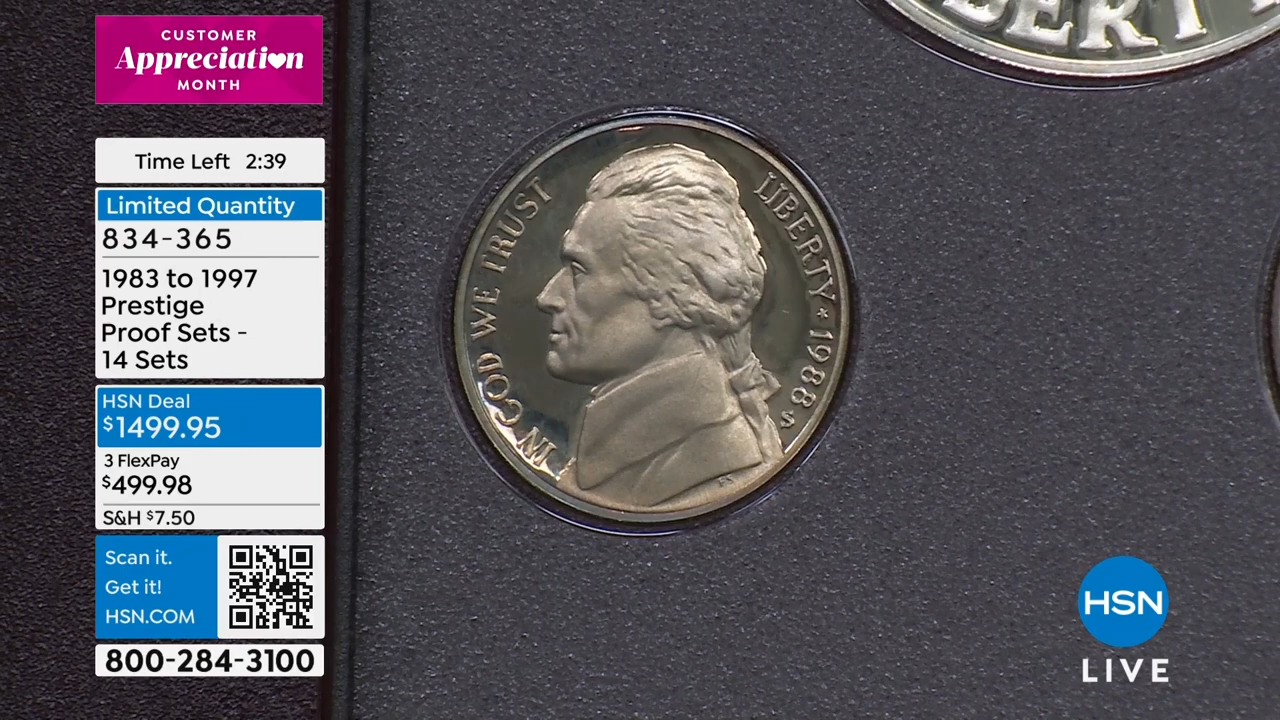 CUSTOMER
Appreciation
MONTH
Time Left 2:39
Limited Quantity
834-365
1983 to 1997
Prestige
Proof Sets -
14 Sets
HSN Deal
$1499.95
3 FlexPay
$499.98
S&H $7.50
Scan it.
Get it!
HSN.COM
800-284-3100
IN GOD WE TRUST
LIBERTY * 1988
S
FS
BERT
HSN
LIVE